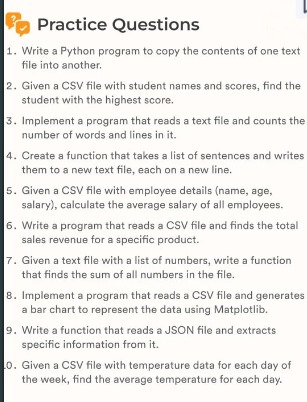 Practice Questions
1. Write a Python program to copy the contents of one text
file into another.
2. Given a CSV file with student names and scores, find the
student with the highest score.
3. Implement a program that reads a text file and counts the
number of words and lines in it.
4. Create a function that takes a list of sentences and writes
them to a new text file, each on a new line.
5. Given a CSV file with employee details (name, age,
salary), calculate the average salary of all employees.
6. Write a program that reads a CSV file and finds the total
sales revenue for a specific product.
7. Given a text file with a list of numbers, write a function
that finds the sum of all numbers in the file.
8. Implement a program that reads a CSV file and generates
a bar chart to represent the data using Matplotlib.
9. Write a function that reads a JSON file and extracts
specific information from it.
10. Given a CSV file with temperature data for each day of
the week, find the average temperature for each day.